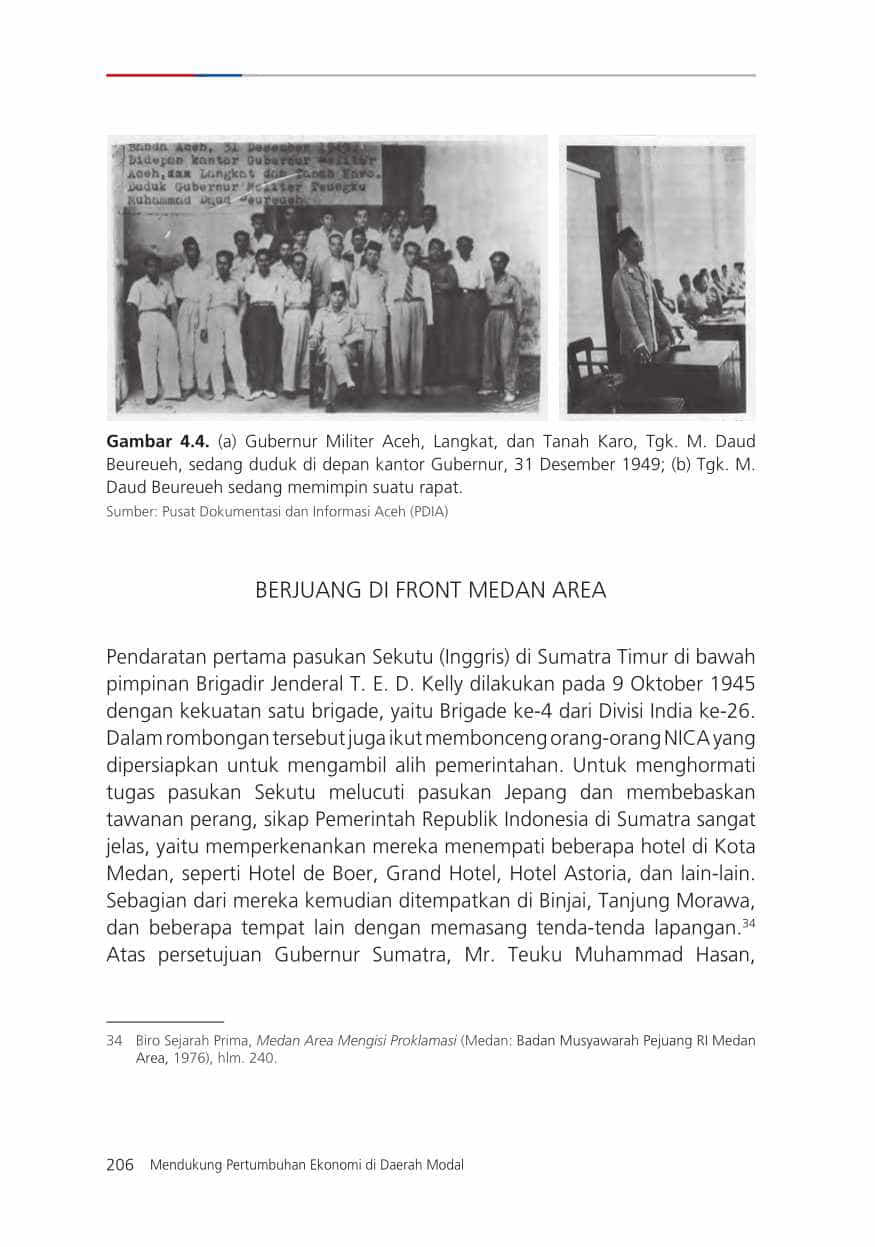 Banda Aceh, 31 Desember 1949.
Didepan kantor Gubernur Militer
Aceh, Langkat dan Tanah Karo.
Duduk Gubernur Militer Teungku
Muhammad Daud Beureueh.
Gambar 4.4. (a) Gubernur Militer Aceh, Langkat, dan Tanah Karo, Tgk. M. Daud
Beureueh, sedang duduk di depan kantor Gubernur, 31 Desember 1949; (b) Tgk. M.
Daud Beureueh sedang memimpin suatu rapat.
Sumber: Pusat Dokumentasi dan Informasi Aceh (PDIA)
BERJUANG DI FRONT MEDAN AREA
Pendaratan pertama pasukan Sekutu (Inggris) di Sumatra Timur di bawah
pimpinan Brigadir Jenderal T. E. D. Kelly dilakukan pada 9 Oktober 1945
dengan kekuatan satu brigade, yaitu Brigade ke-4 dari Divisi India ke-26.
Dalam rombongan tersebut juga ikut membonceng orang-orang NICA yang
dipersiapkan untuk mengambil alih pemerintahan. Untuk menghormati
tugas pasukan Sekutu melucuti pasukan Jepang dan membebaskan
tawanan perang, sikap Pemerintah Republik Indonesia di Sumatra sangat
jelas, yaitu memperkenankan mereka menempati beberapa hotel di Kota
Medan, seperti Hotel de Boer, Grand Hotel, Hotel Astoria, dan lain-lain.
Sebagian dari mereka kemudian ditempatkan di Binjai, Tanjung Morawa,
dan beberapa tempat lain dengan memasang tenda-tenda lapangan.34
Atas persetujuan Gubernur Sumatra, Mr. Teuku Muhammad Hasan,
34 Biro Sejarah Prima, Medan Area Mengisi Proklamasi (Medan: Badan Musyawarah Pejuang RI Medan
Area, 1976), hlm. 240.
206 Mendukung Pertumbuhan Ekonomi di Daerah Modal